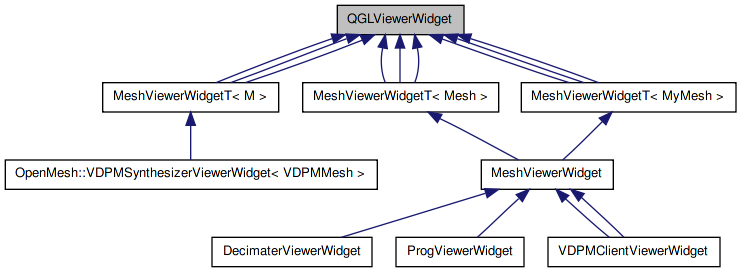 QGLViewerWidget
MeshViewerWidgetT< M >
MeshViewerWidgetT< Mesh >
MeshViewerWidgetT< MyMesh >
OpenMesh::VDPMSynthesizerViewerWidget< VDPMMesh >
MeshViewerWidget
DecimaterViewerWidget
ProgViewerWidget
VDPMClientViewerWidget